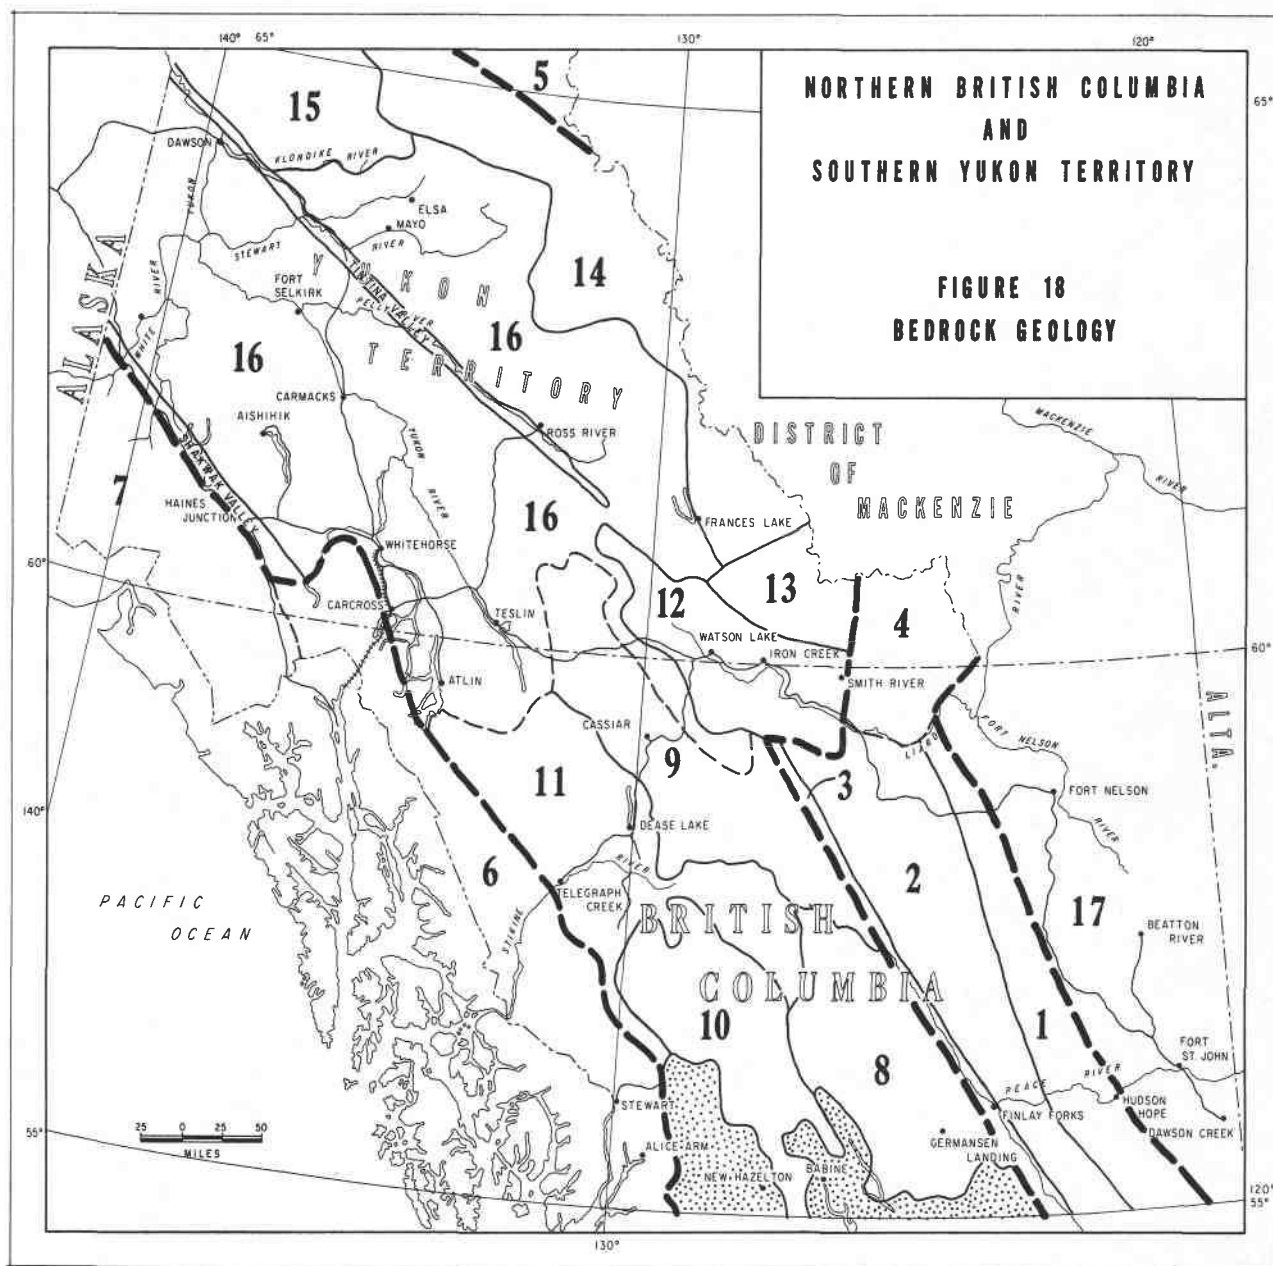 140° 65°
130°
120°
NORTHERN BRITISH COLUMBIA
AND
SOUTHERN YUKON TERRITORY
FIGURE 18
BEDROCK GEOLOGY
65°
5
15
DAWSON
KLONDIKE RIVER
YUKON
RIVER
ELSA
MAYO
STEWART
RIVER
YUKON
TERRITORY
14
ALASKA
FORT
SELKIRK
TINTINA VALLEY
PELLY RIVER
WHITE
16
16
CARMACKS
AISHIHIK
YUKON
RIVER
ROSS RIVER
DISTRICT
OF
MACKENZIE
MACKENZIE
RIVER
7
SHAKWAK VALLEY
HAINES
JUNCTION
16
FRANCES LAKE
WHITEHORSE
60°
CARCROSS
TESLIN
12
13
4
RIVER
WATSON LAKE
IRON CREEK
60°
SMITH RIVER
ATLIN
CASSIAR
9
LIARD
FORT NELSON
RIVER
ALTA.
11
3
FORT NELSON
140°
DEASE LAKE
6
RIVER
TELEGRAPH
CREEK
STIKINE
2
17
PACIFIC
OCEAN
BRITISH
COLUMBIA
BEATTON
RIVER
10
1
8
FORT
ST. JOHN
PEACE RIVER
STEWART
FINLAY FORKS
HUDSON
HOPE
25 0 25 50
MILES
55°
ALICE ARM
GERMANSEN
LANDING
DAWSON CREEK
NEW HAZELTON
BABINE
120°
55°
130°